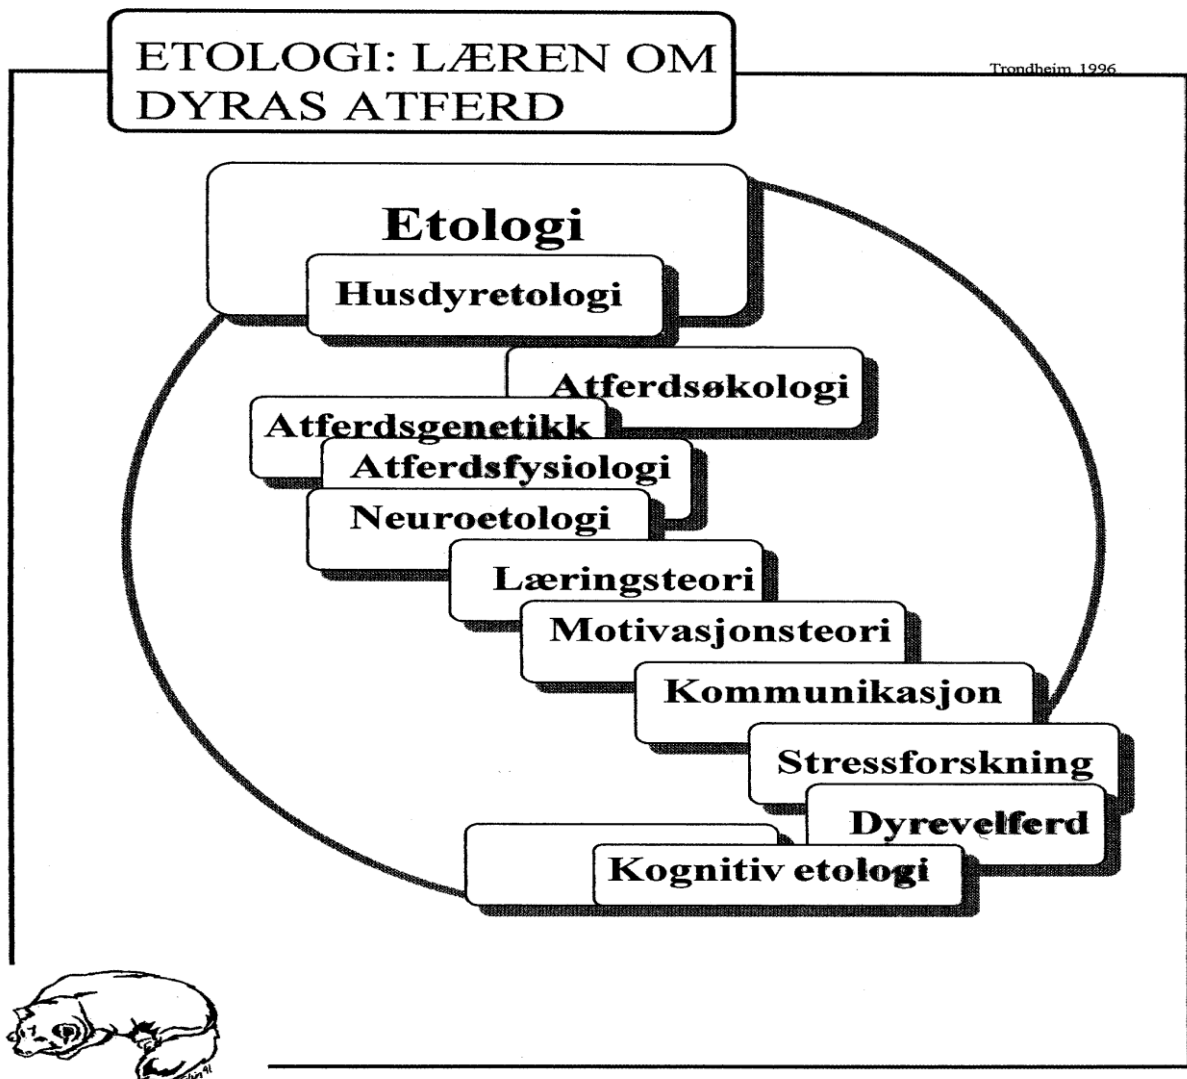 ETOLOGI: LÆREN OM
DYRAS ATFERD
Trondheim 1996
Etologi
Husdyretologi
Atferdsøkologi
Atferdsgenetikk
Atferdsfysiologi
Neuroetologi
Læringsteori
Motivasjonsteori
Kommunikasjon
Stressforskning
Dyrevelferd
Kognitiv etologi